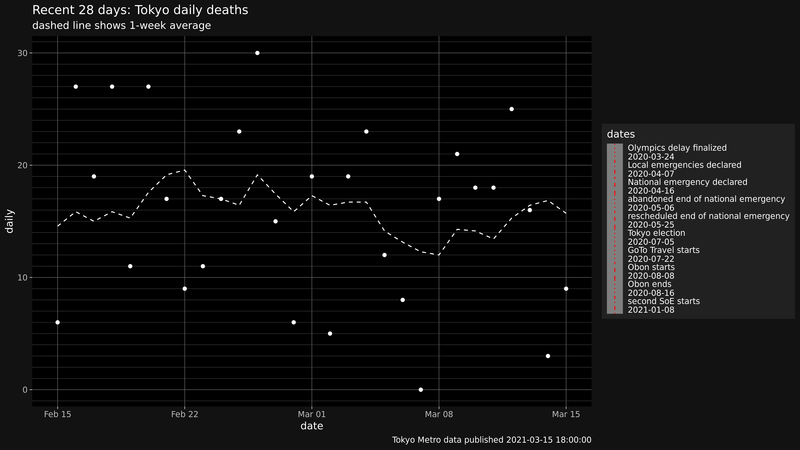 Recent 28 days: Tokyo daily deaths
dashed line shows 1-week average
30
20
10
0
daily
Feb 15
Feb 22
Mar 01
Mar 08
Mar 15
date
dates
Olympics delay finalized
2020-03-24
Local emergencies declared
2020-04-07
National emergency declared
2020-04-16
abandoned end of national emergency
2020-05-06
rescheduled end of national emergency
2020-05-25
Tokyo election
2020-07-05
GoTo Travel starts
2020-07-22
Obon starts
2020-08-08
Obon ends
2020-08-16
second SoE starts
2021-01-08
Tokyo Metro data published 2021-03-15 18:00:00